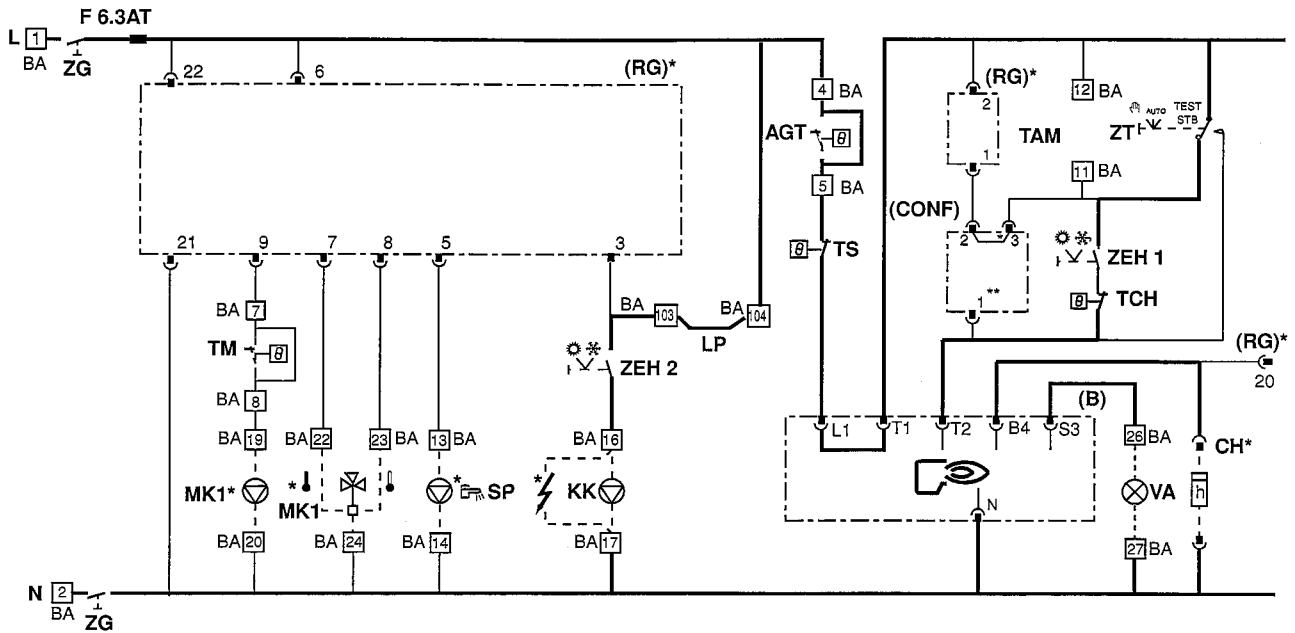 F 6.3AT
L 1
BA ZG
22 6 (RG)*
4 BA
AGT θ
5 BA
θ TS
(RG)*
2
TAM
1
12 BA
AUTO TEST
ZT STB
11 BA
(CONF)
2 * 3
1**
ZEH 1
θ TCH
21 9 7 8 5 3
BA 7
TM θ
BA 8
BA 103 BA 104
LP
ZEH 2
(RG)*
20
BA 19 BA 22 23 BA 13 BA BA 16
MK1* * MK1 * SP * KK
BA 20 BA 24 BA 14 BA 17
L1 T1 T2 B4 S3
(B)
N
26 BA
VA
27 BA
CH*
h
N 2
BA ZG